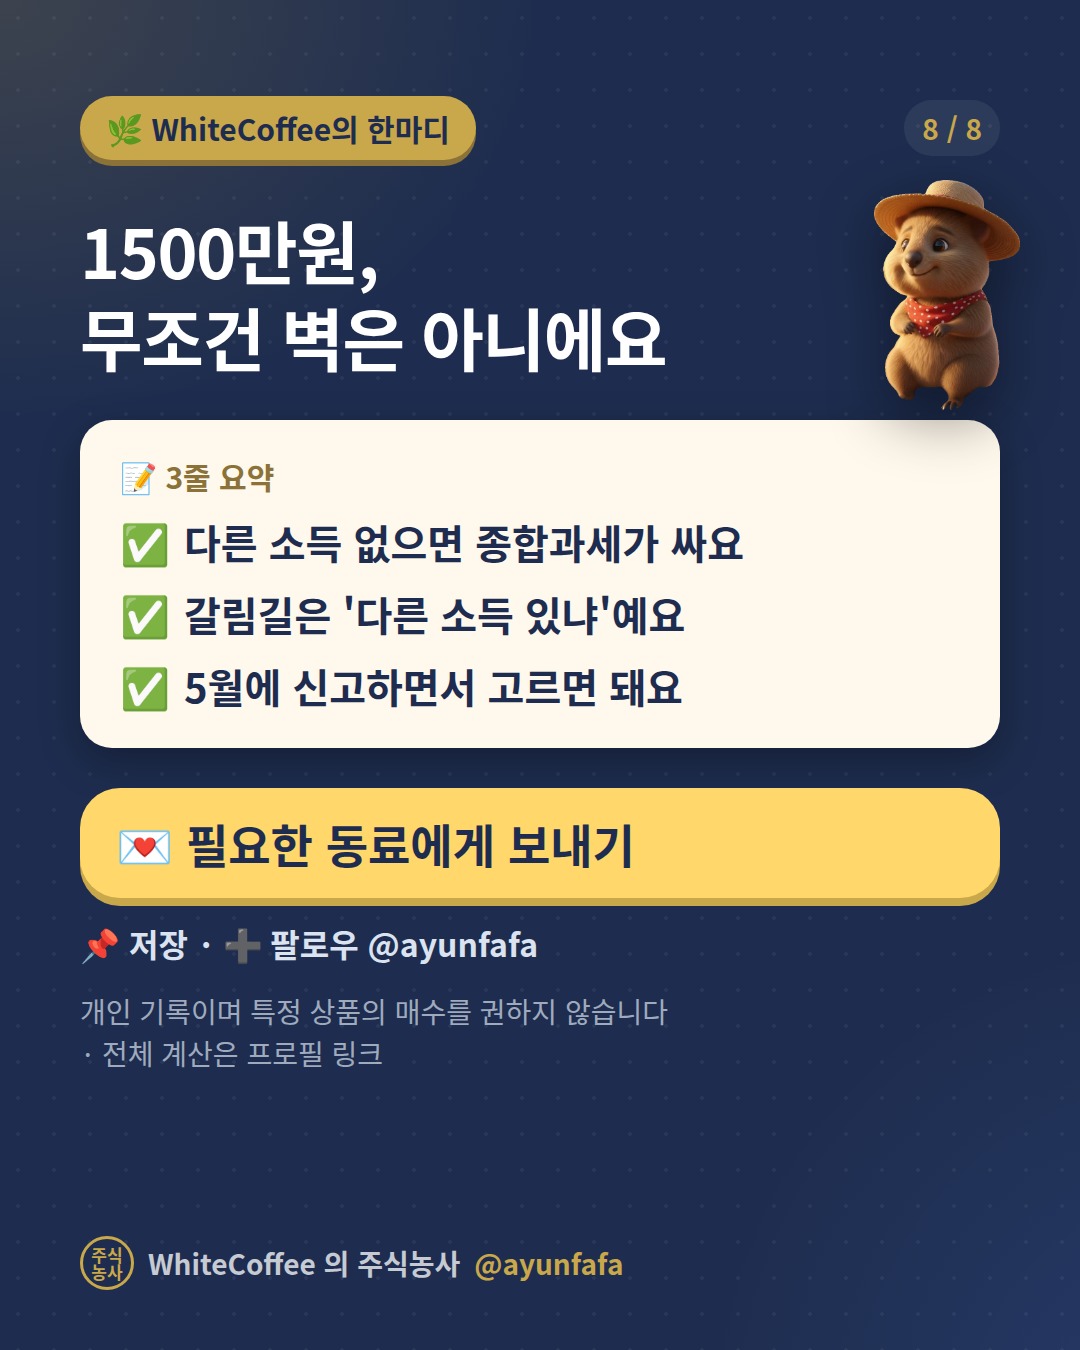 🌿 WhiteCoffee의 한마디
8 / 8
1500만원,
무조건 벽은 아니에요
📝 3줄 요약
✅ 다른 소득 없으면 종합과세가 싸요
✅ 갈림길은 '다른 소득 있냐'예요
✅ 5월에 신고하면서 고르면 돼요
💌 필요한 동료에게 보내기
📌 저장 · ➕ 팔로우 @ayunfafa
개인 기록이며 특정 상품의 매수를 권하지 않습니다
· 전체 계산은 프로필 링크
주식
농사
WhiteCoffee 의 주식농사 @ayunfafa